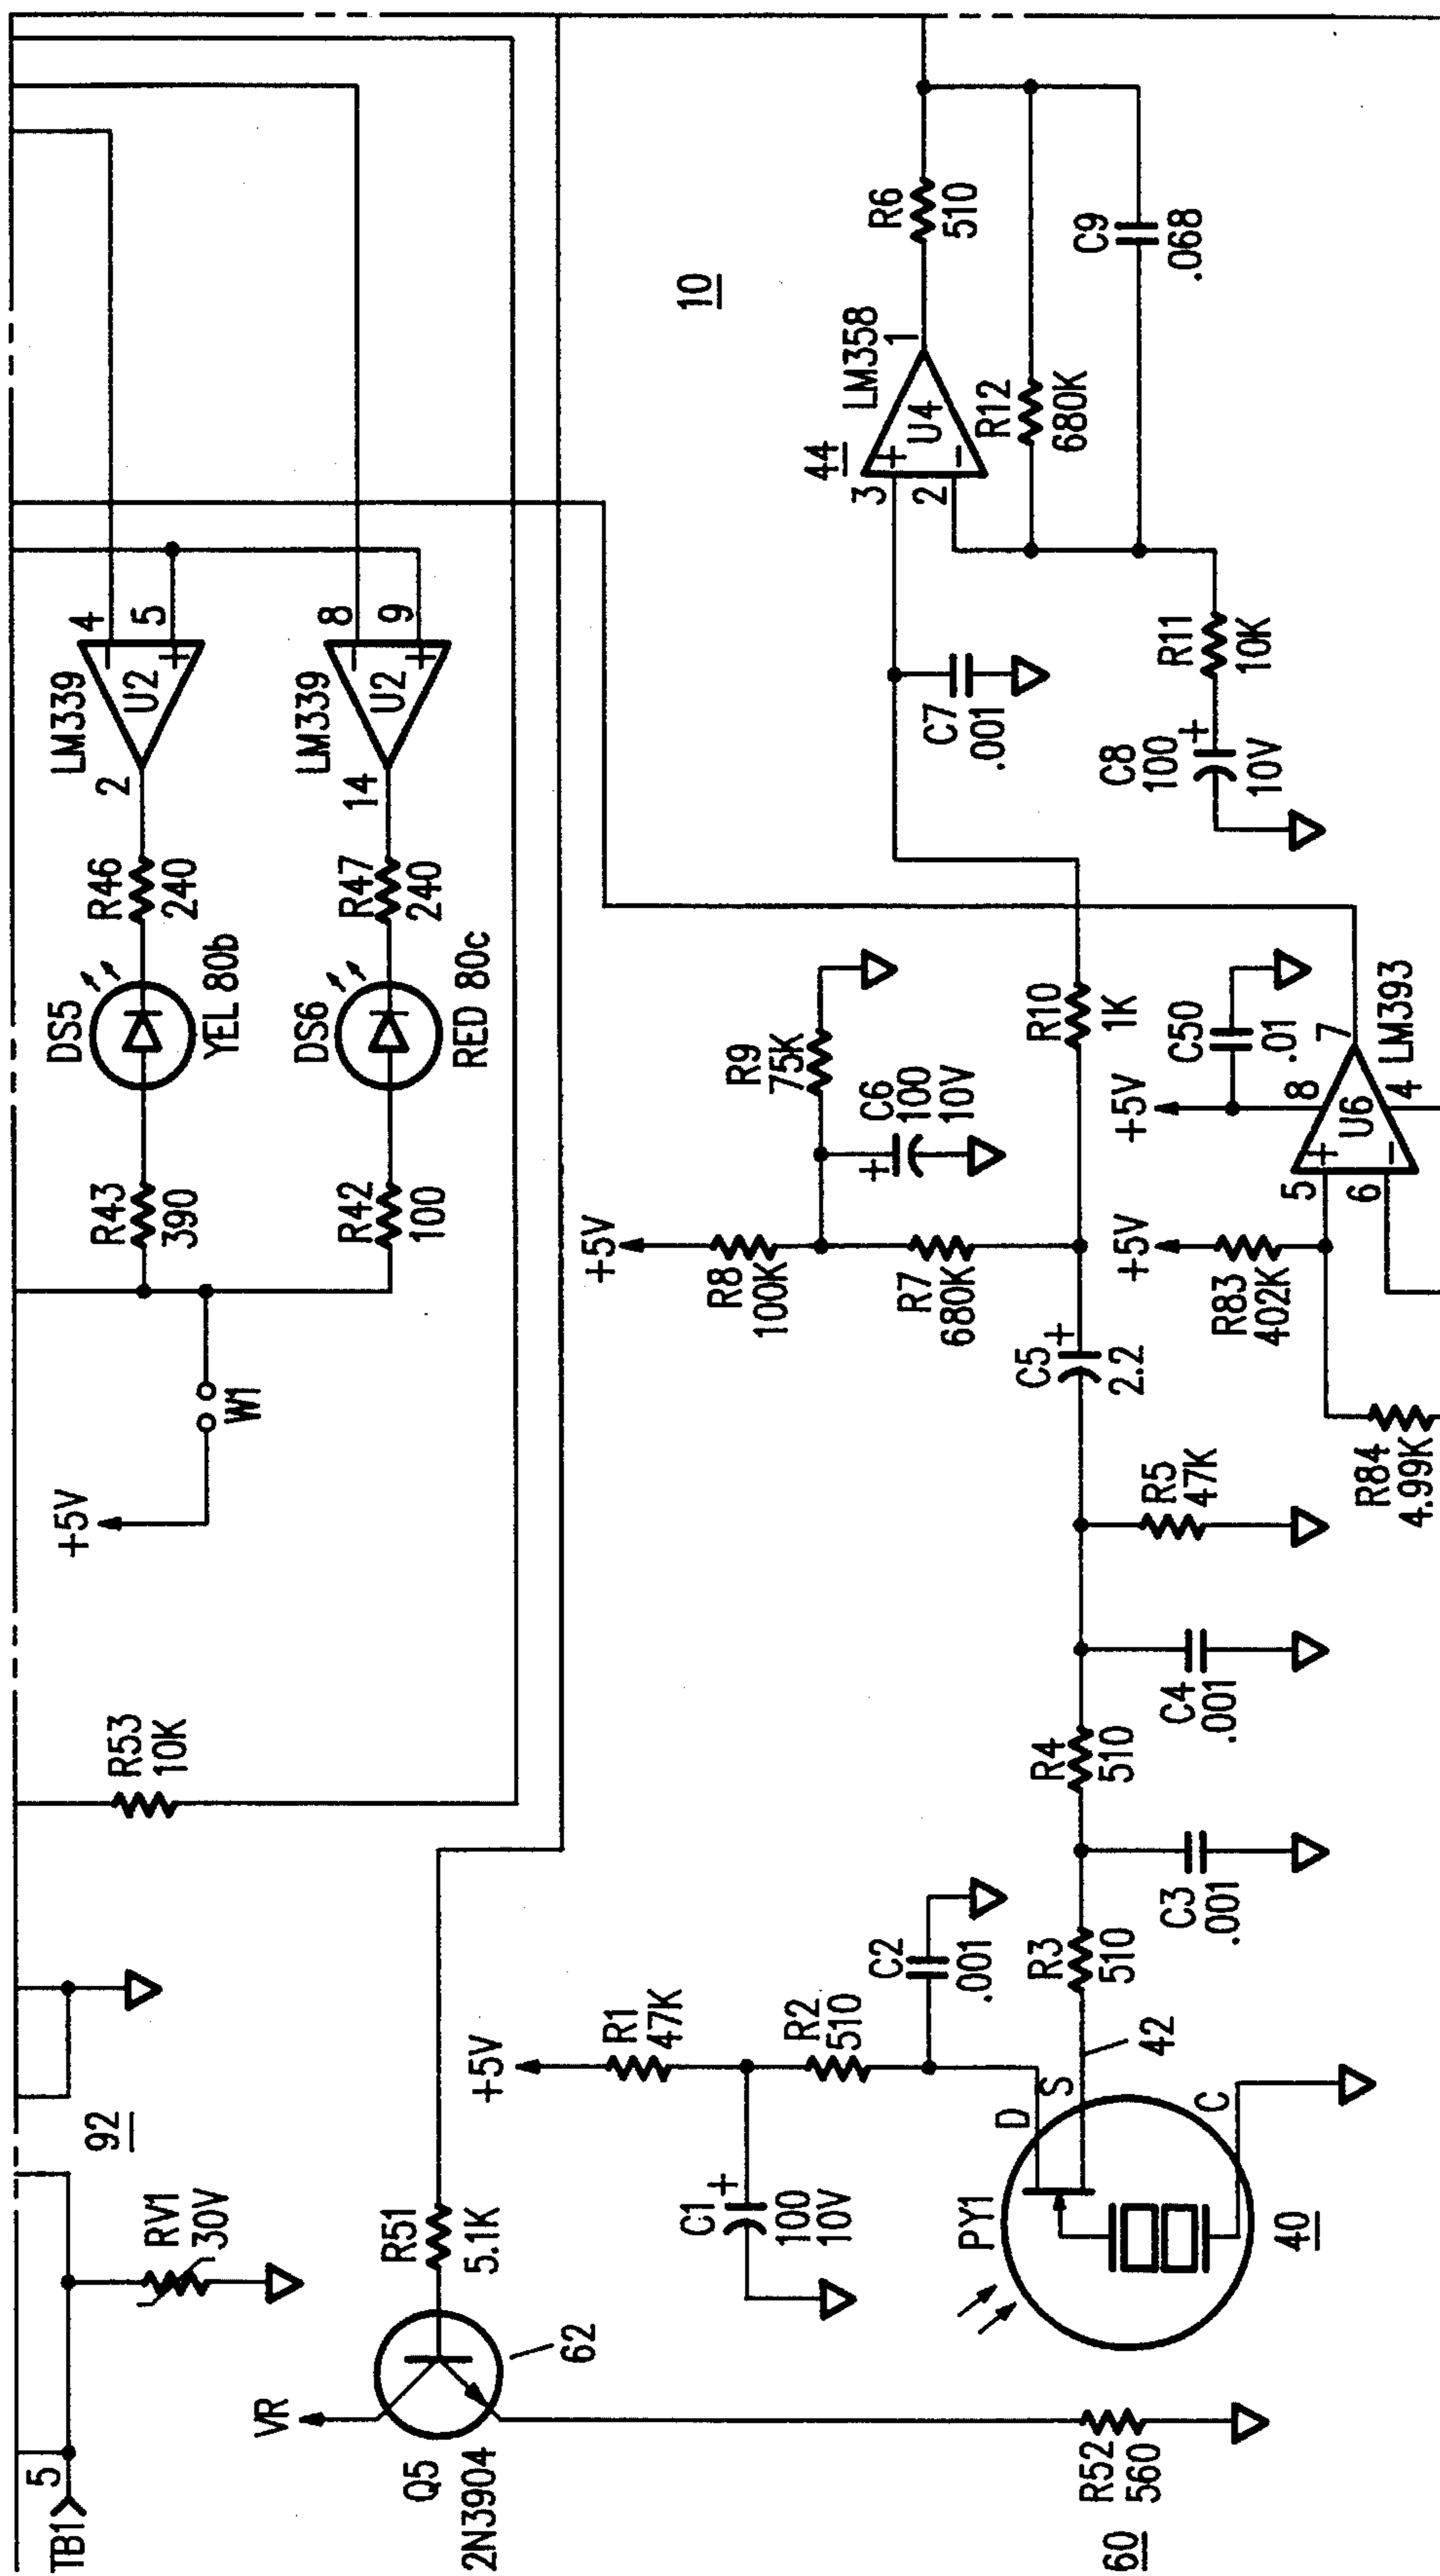 TB1
5
92
RV1
30V
R53
10K
+5V
W1
R43
390
DS5
YEL 80b
R46
240
2
LM339
U2
-
+
4
5
R42
100
DS6
RED 80c
R47
240
14
LM339
U2
-
+
8
9
VR
Q5
2N3904
62
R51
5.1K
R52
560
60
+5V
R1
47K
C1
+
100
10V
R2
510
C2
.001
PY1
D
S
C
40
42
R3
510
C3
.001
R4
510
C4
.001
R5
47K
C5
+
2.2
+5V
R8
100K
R7
680K
R9
75K
C6
+
100
10V
R10
1K
C7
.001
44
3
2
+
-
U4
LM358
1
R6
510
10
R12
680K
C9
.068
R11
10K
C8
100
+
10V
+5V
R83
402K
R84
4.99K
+5V
C50
.01
5
6
+
-
U6
8
4
7
LM393